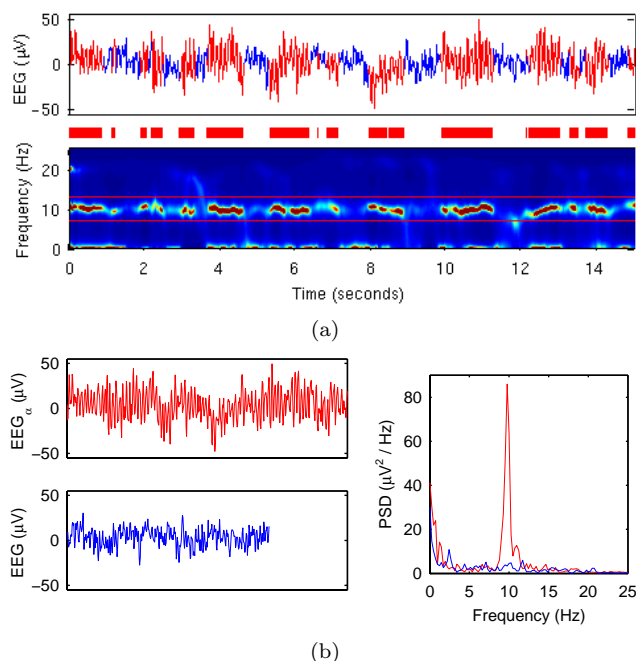 50
0
−50
EEG (μV)
20
10
0
Frequency (Hz)
0 2 4 6 8 10 12 14
Time (seconds)
(a)
50
0
−50
EEGα (μV)
50
0
−50
EEG (μV)
80
60
40
20
0
PSD (μV² / Hz)
0 5 10 15 20 25
Frequency (Hz)
(b)